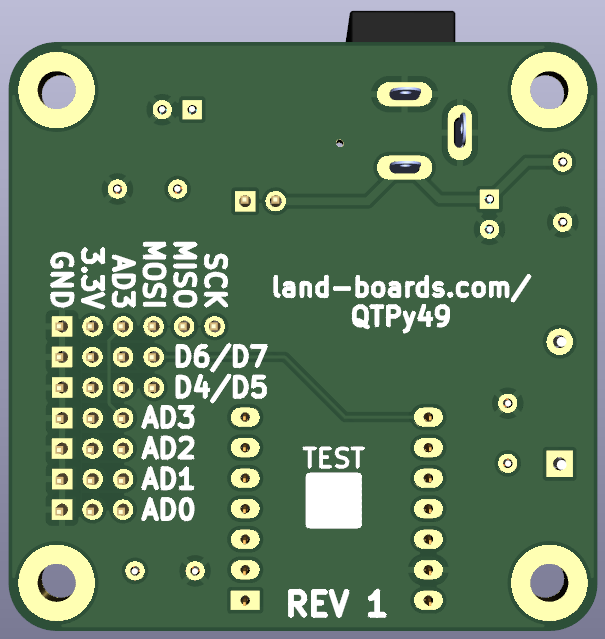 GND
3.3V
AD3
MOSI
MISO
SCK
land-boards.com/
QTPy49
D6/D7
D4/D5
AD3
AD2
AD1
AD0
TEST
REV 1